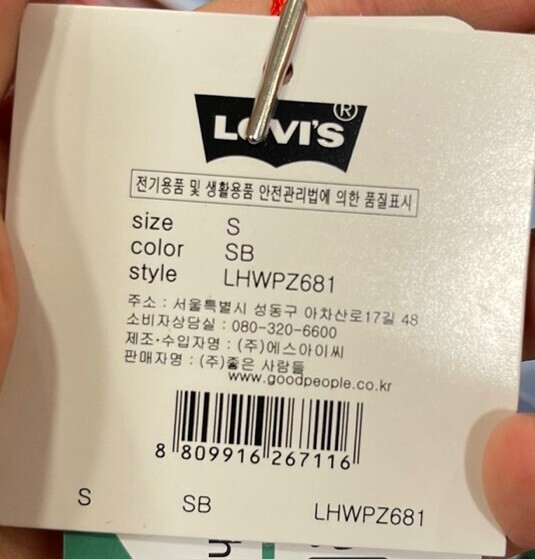 LEVI'S®
전기용품 및 생활용품 안전관리법에 의한 품질표시
size S
color SB
style LHWPZ681
주소 : 서울특별시 성동구 아차산로17길 48
소비자상담실 : 080-320-6600
제조·수입자명 : (주)에스아이씨
판매자명 : (주)좋은 사람들
www.goodpeople.co.kr
8 809916 267116
S SB LHWPZ681